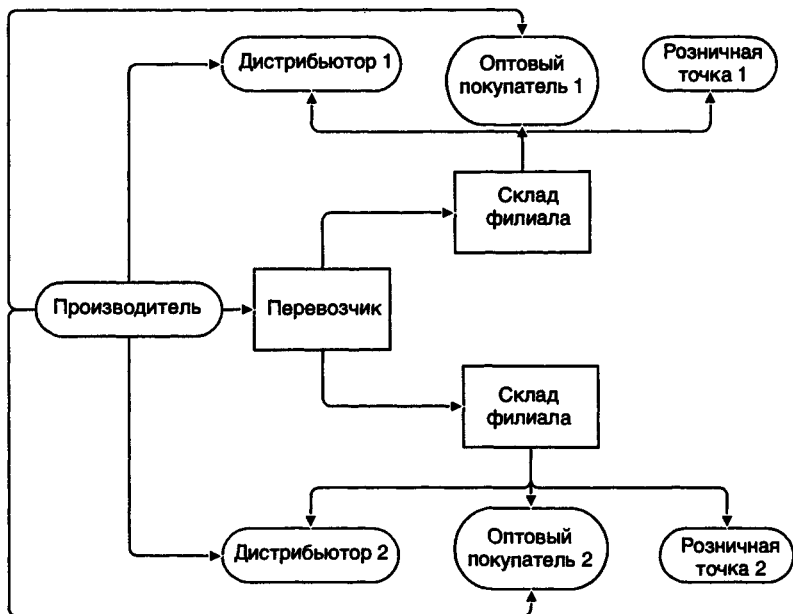 Дистрибьютор 1
Оптовый
покупатель 1
Розничная
точка 1
Склад
филиала
Производитель
Перевозчик
Склад
филиала
Дистрибьютор 2
Оптовый
покупатель 2
Розничная
точка 2